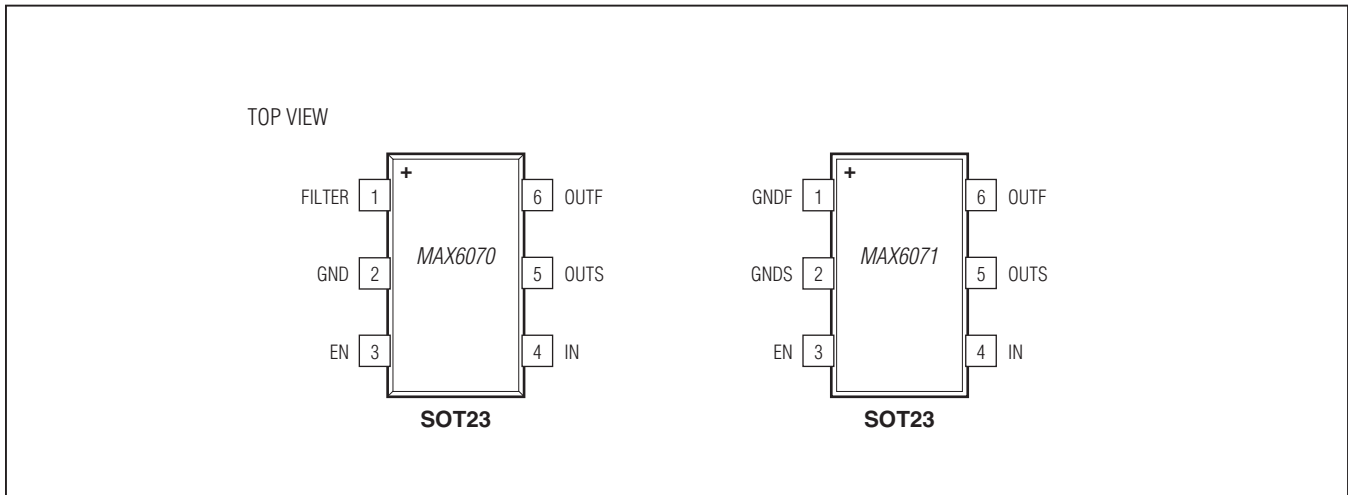 TOP VIEW
+
FILTER 1
6 OUTF
GND 2
MAX6070
5 OUTS
EN 3
4 IN
SOT23
+
GNDF 1
6 OUTF
GNDS 2
MAX6071
5 OUTS
EN 3
4 IN
SOT23